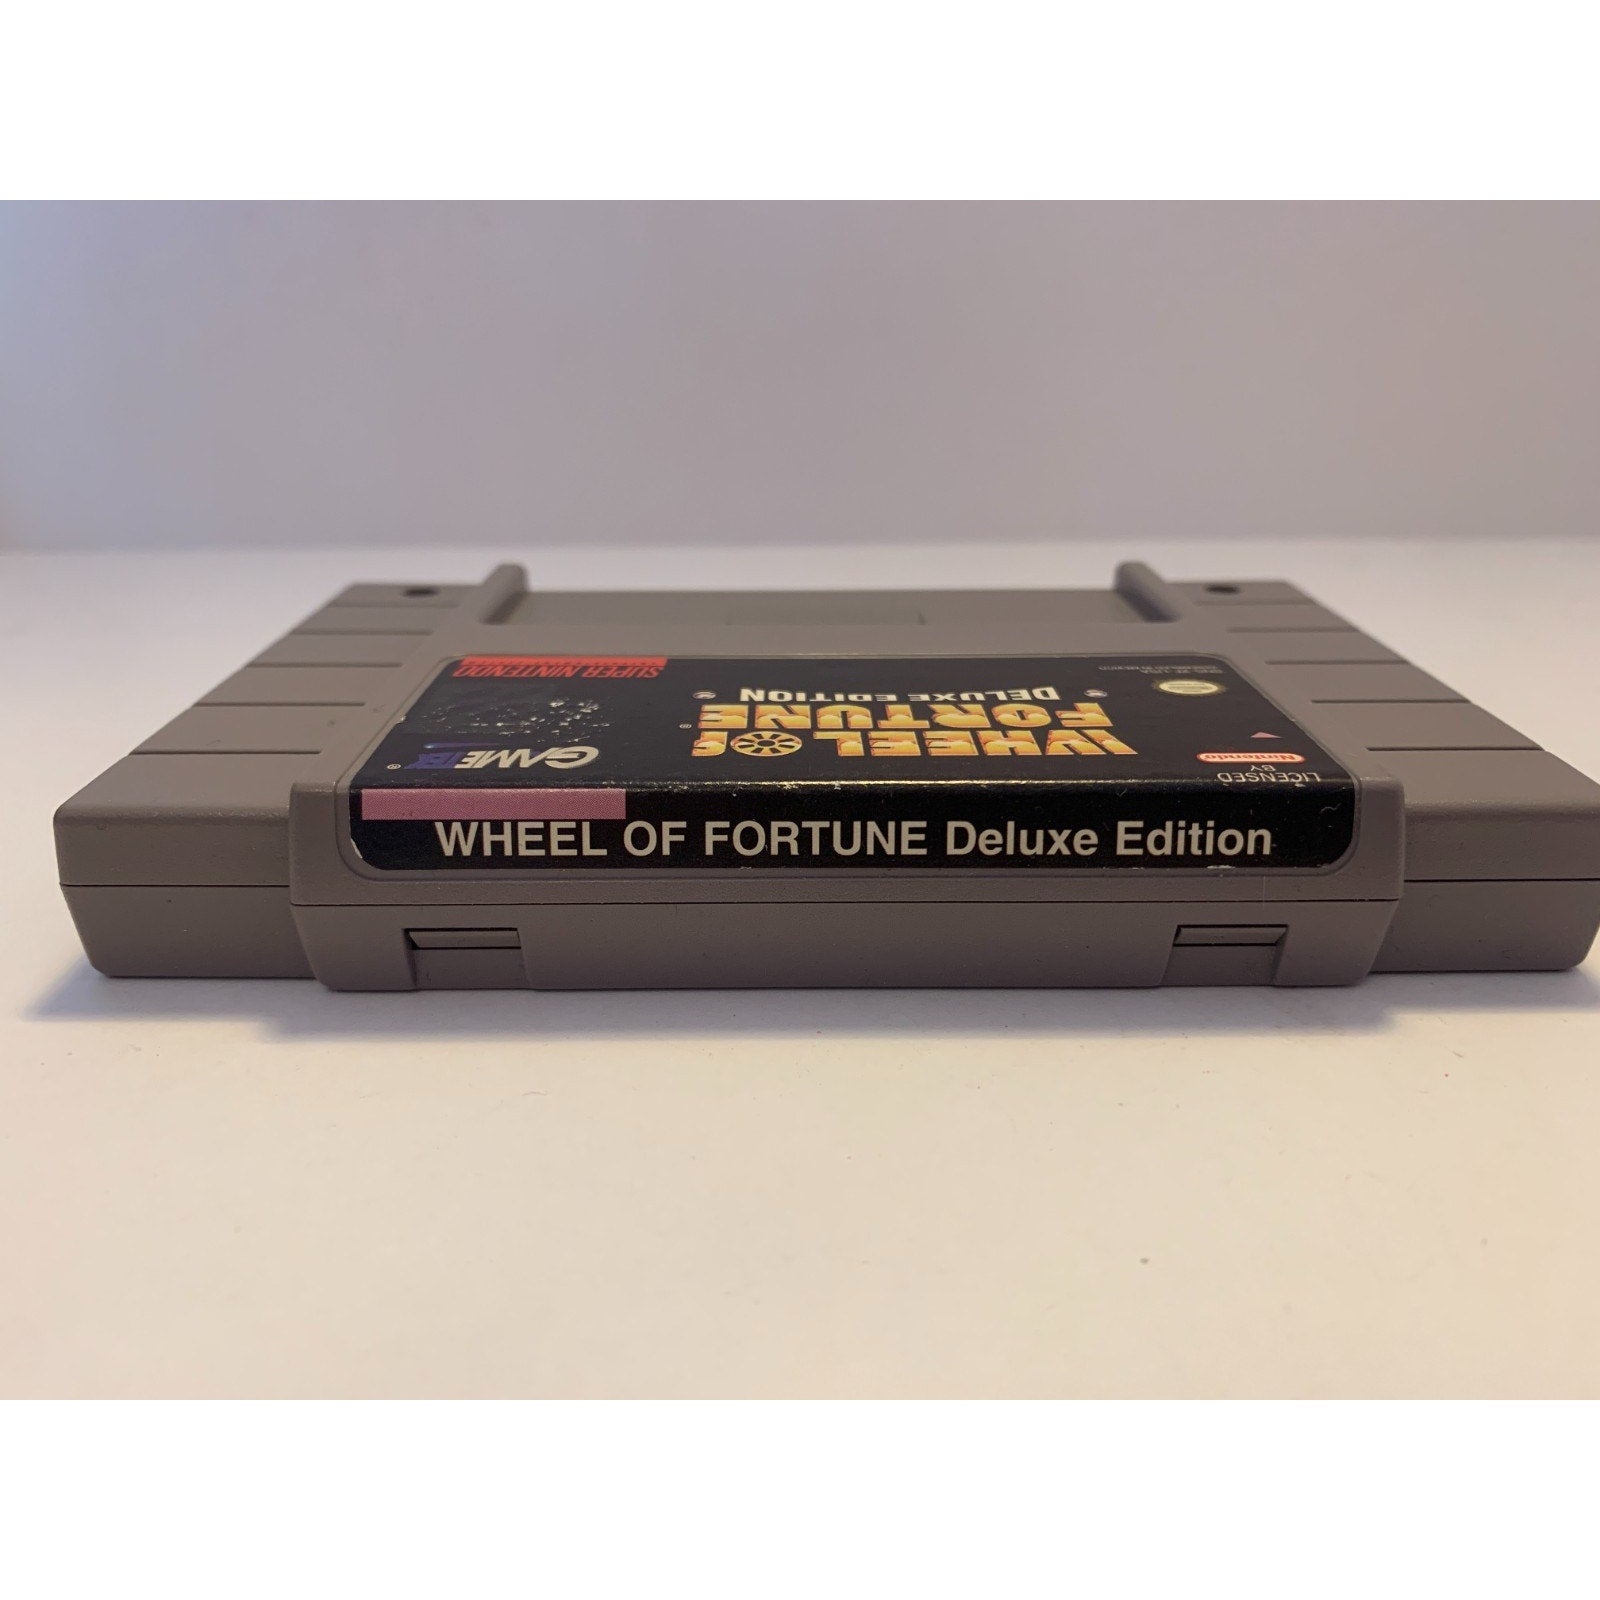 SUPER NINTENDO
WHEEL OF
FORTUNE®
DELUXE EDITION
GAMETEK®
LICENSED
BY
Nintendo
WHEEL OF FORTUNE Deluxe Edition